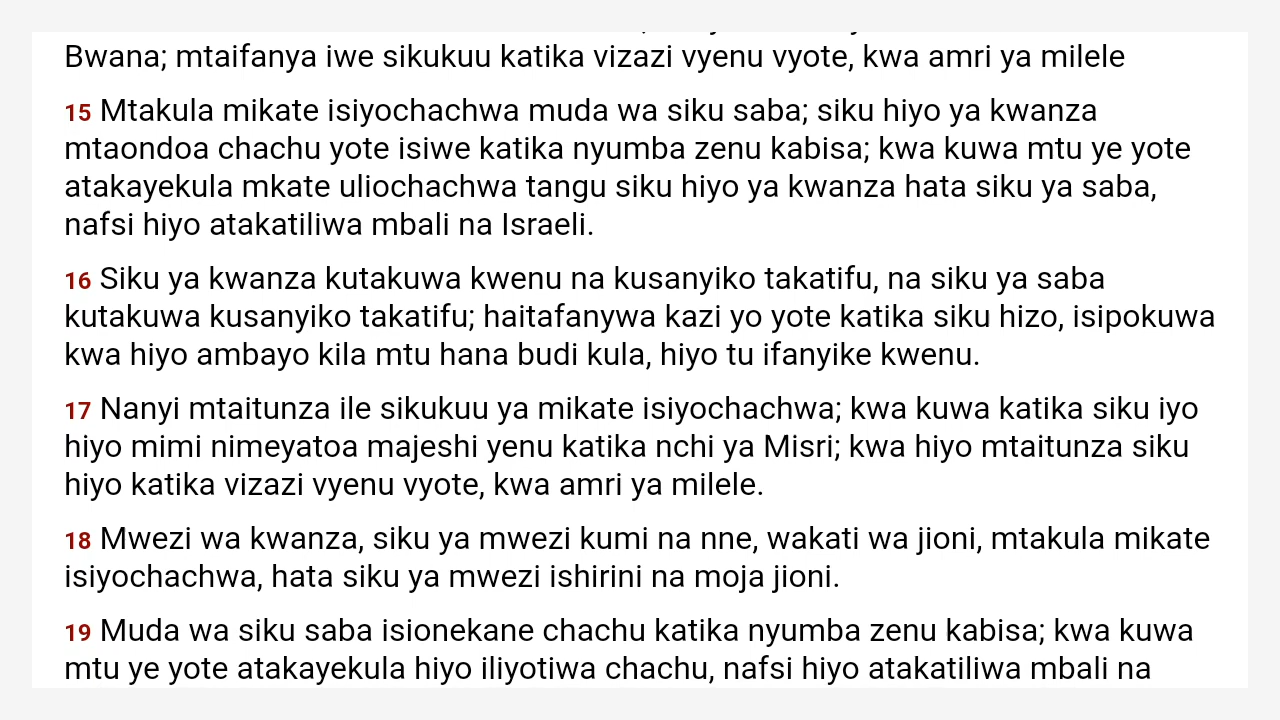 Bwana; mtaifanya iwe sikukuu katika vizazi vyenu vyote, kwa amri ya milele
15 Mtakula mikate isiyochachwa muda wa siku saba; siku hiyo ya kwanza
mtaondoa chachu yote isiwe katika nyumba zenu kabisa; kwa kuwa mtu ye yote
atakayekula mkate uliochachwa tangu siku hiyo ya kwanza hata siku ya saba,
nafsi hiyo atakatiliwa mbali na Israeli.
16 Siku ya kwanza kutakuwa kwenu na kusanyiko takatifu, na siku ya saba
kutakuwa kusanyiko takatifu; haitafanywa kazi yo yote katika siku hizo, isipokuwa
kwa hiyo ambayo kila mtu hana budi kula, hiyo tu ifanyike kwenu.
17 Nanyi mtaitunza ile sikukuu ya mikate isiyochachwa; kwa kuwa katika siku iyo
hiyo mimi nimeyatoa majeshi yenu katika nchi ya Misri; kwa hiyo mtaitunza siku
hiyo katika vizazi vyenu vyote, kwa amri ya milele.
18 Mwezi wa kwanza, siku ya mwezi kumi na nne, wakati wa jioni, mtakula mikate
isiyochachwa, hata siku ya mwezi ishirini na moja jioni.
19 Muda wa siku saba isionekane chachu katika nyumba zenu kabisa; kwa kuwa
mtu ye yote atakayekula hiyo iliyotiwa chachu, nafsi hiyo atakatiliwa mbali na